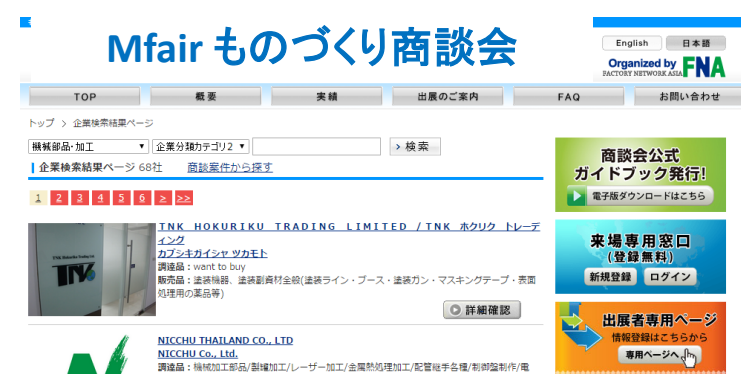 Mfair ものづくり商談会
English 日本語
Organized by FNA
FACTORY NETWORK ASIA
TOP 概要 実績 出展のご案内 FAQ お問い合わせ
トップ > 企業検索結果ページ
機械部品・加工 企業分類カテゴリ2 検索
企業検索結果ページ 68社 商談案件から探す
1 2 3 4 5 6 > >>
商談会公式
ガイドブック発行!
電子版ダウンロードはこちら
TNK HOKURIKU TRADING LIMITED / TNK ホクリク トレーデ
ィング
カブシキガイシャ ツカモト
調達品：want to buy
販売品：塗装機器、塗装副資材全般(塗装ライン・ブース・塗装ガン・マスキングテープ・表面
処理用の薬品等)
詳細確認
TNK
来場専用窓口
(登録無料)
新規登録 ログイン
出展者専用ページ
情報登録はこちらから
専用ページへ
NICCHU THAILAND CO., LTD
NICCHU Co., Ltd.
調達品：機械加工部品/製罐加工/レーザー加工/金属熱処理加工/配管継手各種/制御盤制作/電